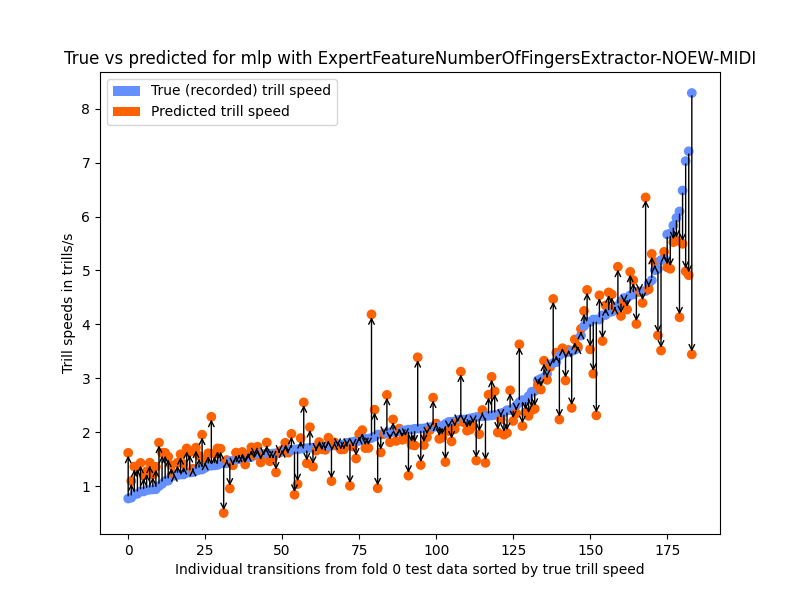 True vs predicted for mlp with ExpertFeatureNumberOfFingersExtractor-NOEW-MIDI
True (recorded) trill speed
Predicted trill speed
8
7
6
5
4
3
2
1
Trill speeds in trills/s
0 25 50 75 100 125 150 175
Individual transitions from fold 0 test data sorted by true trill speed